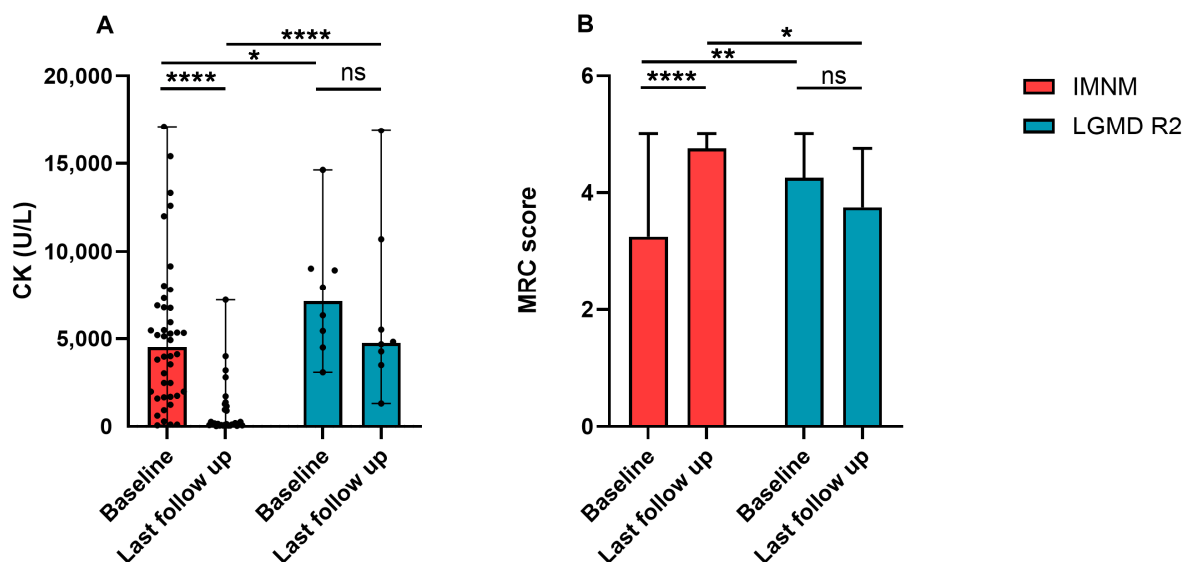 A
****
*
****
ns
CK (U/L)
20,000
15,000
10,000
5,000
0
Baseline
Last follow up
Baseline
Last follow up
B
*
**
****
ns
MRC score
6
4
2
0
Baseline
Last follow up
Baseline
Last follow up
IMNM
LGMD R2